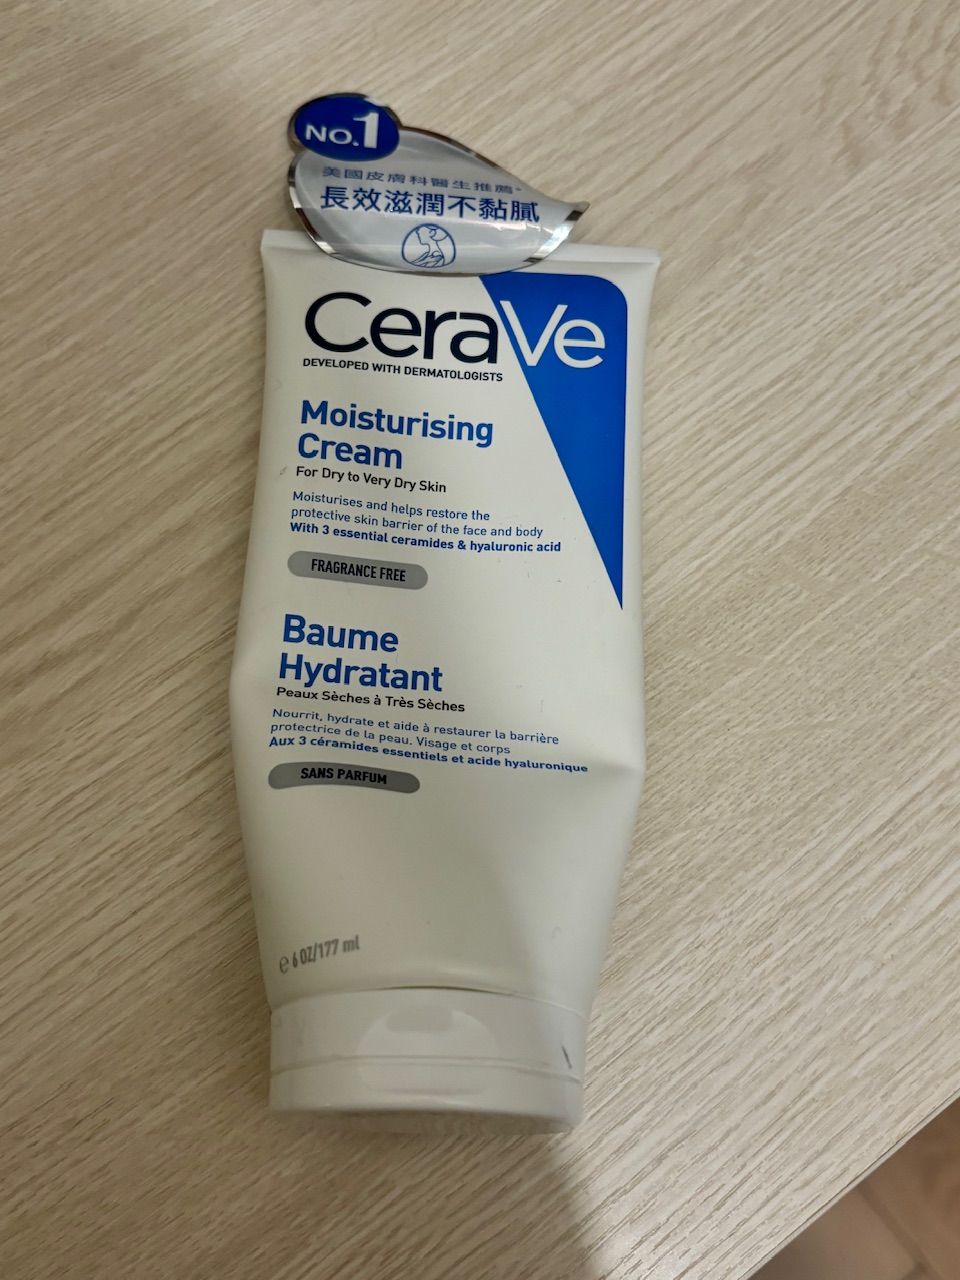 NO.1
美國皮膚科醫生推薦~
長效滋潤不黏膩
CeraVe
DEVELOPED WITH DERMATOLOGISTS
Moisturising
Cream
For Dry to Very Dry Skin
Moisturises and helps restore the
protective skin barrier of the face and body
With 3 essential ceramides & hyaluronic acid
FRAGRANCE FREE
Baume
Hydratant
Peaux Sèches à Très Sèches
Nourrit, hydrate et aide à restaurer la barrière
protectrice de la peau. Visage et corps
Aux 3 céramides essentiels et acide hyaluronique
SANS PARFUM
℮ 6 OZ/177 ml